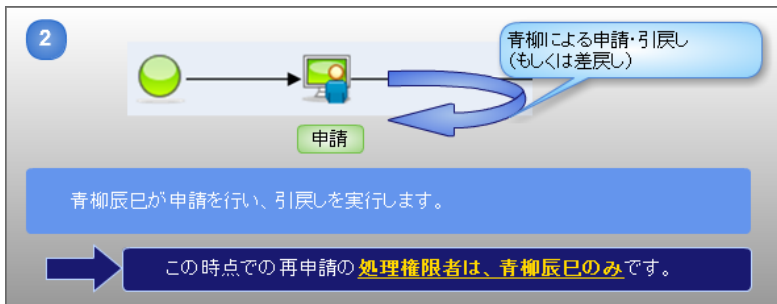 2
青柳による申請・引戻し
(もしくは差戻し)
申請
青柳辰巳が申請を行い、引戻しを実行します。
この時点での再申請の処理権限者は、青柳辰巳のみです。